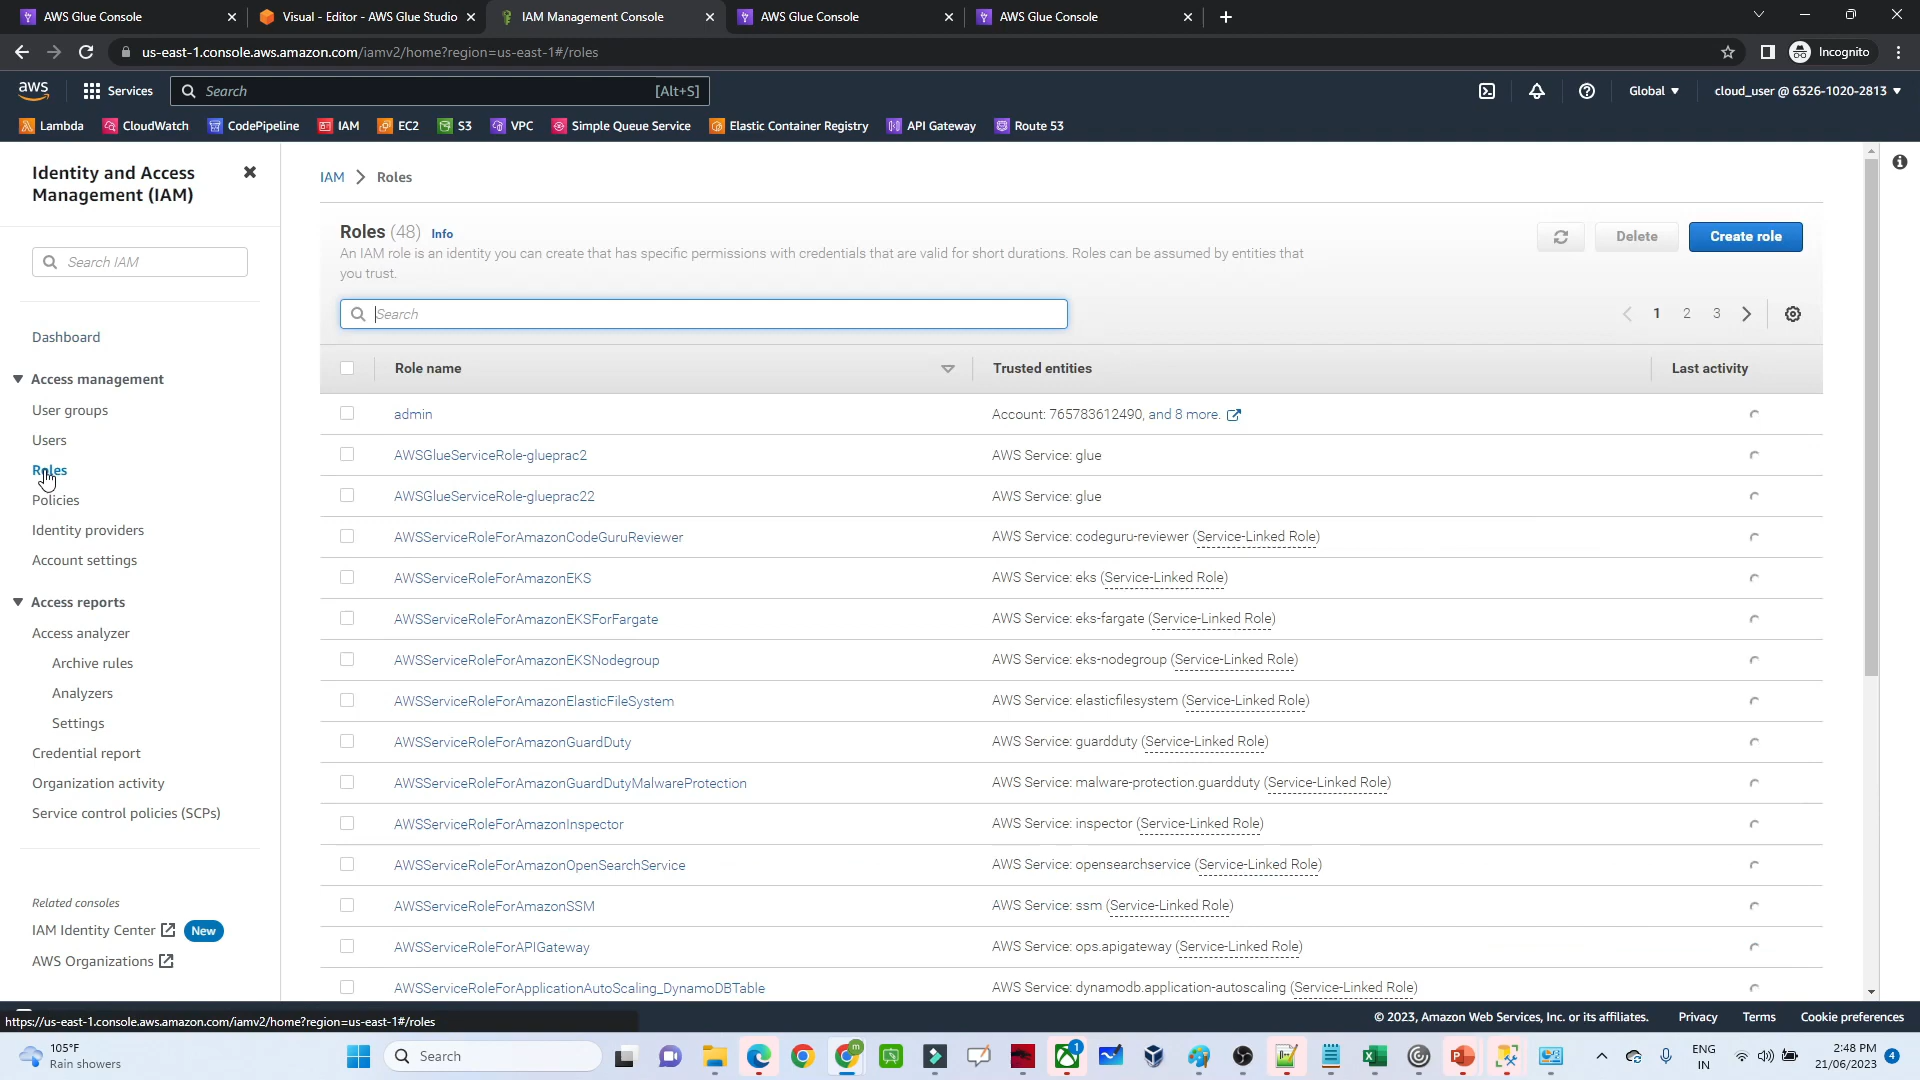 AWS Glue Console
Visual - Editor - AWS Glue Studio
IAM Management Console
AWS Glue Console
AWS Glue Console
us-east-1.console.aws.amazon.com/iamv2/home?region=us-east-1#/roles
Incognito
aws
Services
Search
[Alt+S]
Global
cloud_user @ 6326-1020-2813
Lambda
CloudWatch
CodePipeline
IAM
EC2
S3
VPC
Simple Queue Service
Elastic Container Registry
API Gateway
Route 53
Identity and Access
Management (IAM)
Search IAM
Dashboard
Access management
User groups
Users
Roles
Policies
Identity providers
Account settings
Access reports
Access analyzer
Archive rules
Analyzers
Settings
Credential report
Organization activity
Service control policies (SCPs)
Related consoles
IAM Identity Center
New
AWS Organizations
IAM > Roles
Roles (48) Info
An IAM role is an identity you can create that has specific permissions with credentials that are valid for short durations. Roles can be assumed by entities that
you trust.
Delete
Create role
Search
1 2 3
Role name
Trusted entities
Last activity
admin
Account: 765783612490, and 8 more.
AWSGlueServiceRole-glueprac2
AWS Service: glue
AWSGlueServiceRole-glueprac22
AWS Service: glue
AWSServiceRoleForAmazonCodeGuruReviewer
AWS Service: codeguru-reviewer (Service-Linked Role)
AWSServiceRoleForAmazonEKS
AWS Service: eks (Service-Linked Role)
AWSServiceRoleForAmazonEKSForFargate
AWS Service: eks-fargate (Service-Linked Role)
AWSServiceRoleForAmazonEKSNodegroup
AWS Service: eks-nodegroup (Service-Linked Role)
AWSServiceRoleForAmazonElasticFileSystem
AWS Service: elasticfilesystem (Service-Linked Role)
AWSServiceRoleForAmazonGuardDuty
AWS Service: guardduty (Service-Linked Role)
AWSServiceRoleForAmazonGuardDutyMalwareProtection
AWS Service: malware-protection.guardduty (Service-Linked Role)
AWSServiceRoleForAmazonInspector
AWS Service: inspector (Service-Linked Role)
AWSServiceRoleForAmazonOpenSearchService
AWS Service: opensearchservice (Service-Linked Role)
AWSServiceRoleForAmazonSSM
AWS Service: ssm (Service-Linked Role)
AWSServiceRoleForAPIGateway
AWS Service: ops.apigateway (Service-Linked Role)
AWSServiceRoleForApplicationAutoScaling_DynamoDBTable
AWS Service: dynamodb.application-autoscaling (Service-Linked Role)
https://us-east-1.console.aws.amazon.com/iamv2/home?region=us-east-1#/roles
© 2023, Amazon Web Services, Inc. or its affiliates.
Privacy
Terms
Cookie preferences
105°F
Rain showers
Search
m
1
ENG
IN
2:48 PM
21/06/2023
4